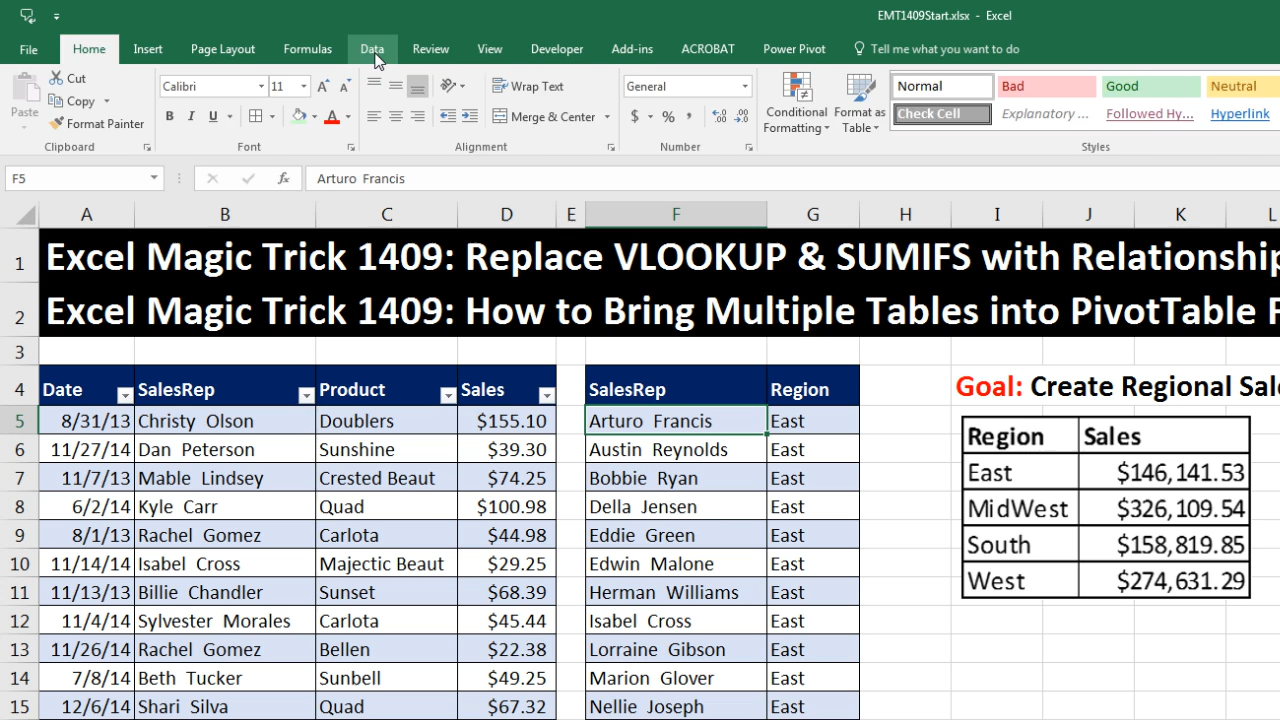 EMT1409Start.xlsx - Excel
File Home Insert Page Layout Formulas Data Review View Developer Add-ins ACROBAT Power Pivot Tell me what you want to do
Cut
Copy
Format Painter
Paste
Clipboard
Calibri 11
B I U A
Font
Wrap Text
Merge & Center
Alignment
General
$ % ,
Number
Conditional Formatting
Format as Table
Normal Bad Good Neutral
Check Cell Explanatory ... Followed Hy... Hyperlink
Styles
F5 fx Arturo Francis
A B C D E F G H I J K L
1 Excel Magic Trick 1409: Replace VLOOKUP & SUMIFS with Relationship
2 Excel Magic Trick 1409: How to Bring Multiple Tables into PivotTable F
3
4 Date SalesRep Product Sales SalesRep Region
5 8/31/13 Christy Olson Doublers $155.10 Arturo Francis East
6 11/27/14 Dan Peterson Sunshine $39.30 Austin Reynolds East
7 11/7/13 Mable Lindsey Crested Beaut $74.25 Bobbie Ryan East
8 6/2/14 Kyle Carr Quad $100.98 Della Jensen East
9 8/1/13 Rachel Gomez Carlota $44.98 Eddie Green East
10 11/14/14 Isabel Cross Majectic Beaut $29.25 Edwin Malone East
11 11/13/13 Billie Chandler Sunset $68.39 Herman Williams East
12 11/4/14 Sylvester Morales Carlota $45.44 Isabel Cross East
13 11/26/14 Rachel Gomez Bellen $22.38 Lorraine Gibson East
14 7/8/14 Beth Tucker Sunbell $49.25 Marion Glover East
15 12/6/14 Shari Silva Quad $67.32 Nellie Joseph East
Goal: Create Regional Sale
Region Sales
East $146,141.53
MidWest $326,109.54
South $158,819.85
West $274,631.29